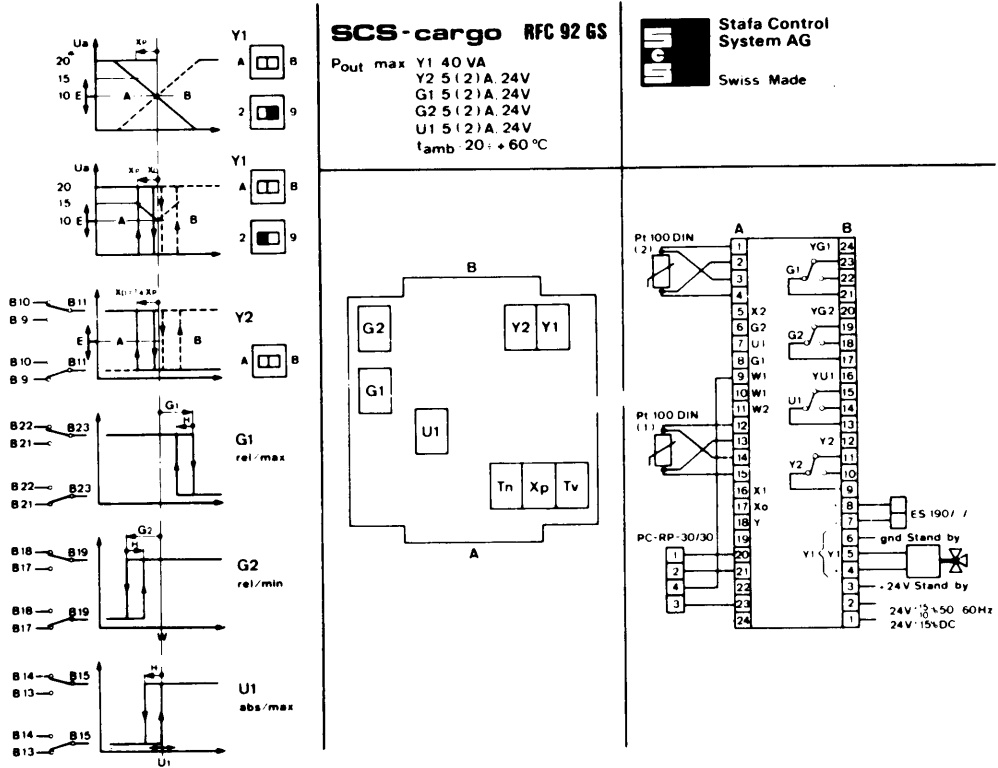 SCS-cargo RFC 92 GS
Pout max Y1 40 VA
Y2 5(2)A. 24V
G1 5(2)A. 24V
G2 5(2)A. 24V
U1 5(2)A. 24V
tamb -20 ÷ +60 °C
Stafa Control
System AG
Swiss Made
SCS
Ua
20
15
10 E
Xp
A
B
Y1
A B
2 9
Ua
20
15
10 E
Xp Xp
A
B
Y1
A B
2 9
B10 B11
B9
B10 B11
B9
E
A
B
Y2
A B
B22 B23
B21
B22 B23
B21
G1
H
G1
rel/max
B18 B19
B17
B18 B19
B17
G2
H
W
G2
rel/min
B14 B15
B13
B14 B15
B13
H
U1
U1
abs/max
B
G2
Y2 Y1
G1
U1
Tn Xp Tv
A
A
B
Pt 100 DIN
(2)
1
2
3
4
5 X2
6 G2
7 U1
8 G1
9 W1
10 W1
11 W2
Pt 100 DIN
(1)
12
13
14
15
16 X1
17 Xo
18 Y
19
20
21
22
23
24
PC-RP-30/30
1
2
4
3
YG1 24
23
G1 22
21
YG2 20
19
G2 18
17
YU1 16
15
U1 14
13
Y2 12
11
Y2 10
9
8
7
ES 190/ /
6 gnd Stand by
Y1 Y1 5
4
3 +24V Stand by
2
24V +15 10 % 50 60Hz
1
24V 15% DC